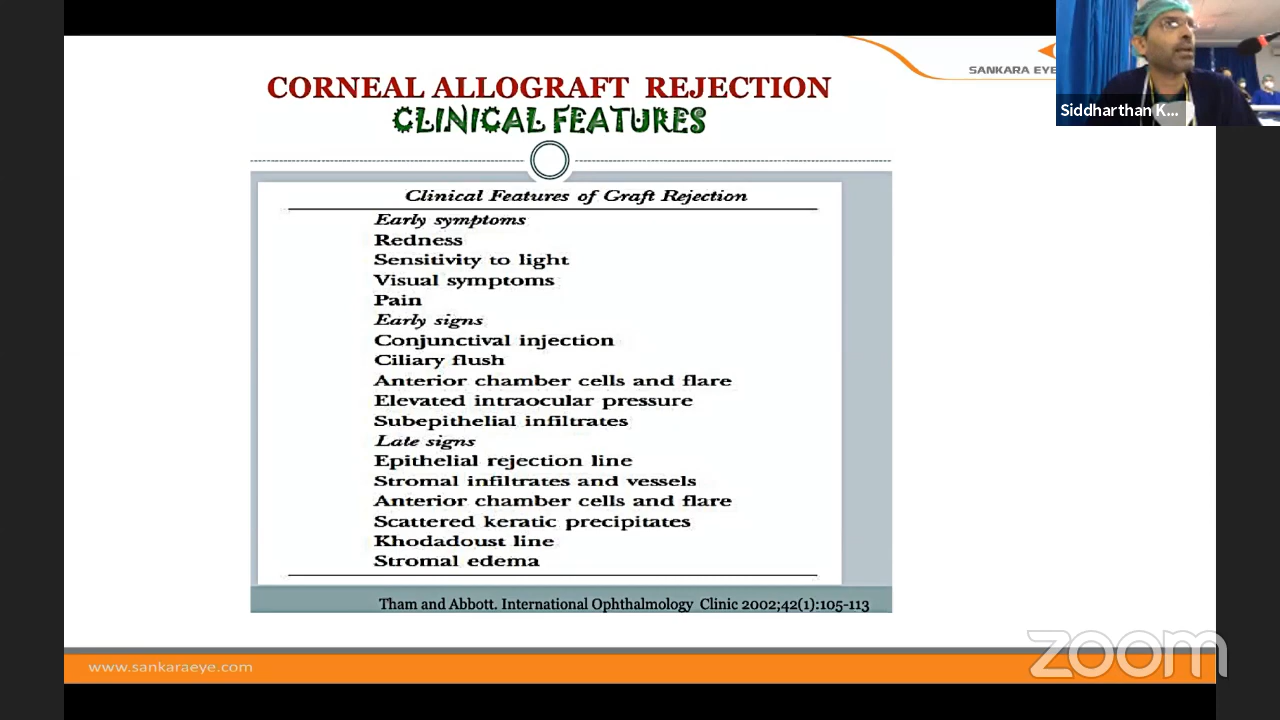 SANKARA EYE
Siddharthan K...
CORNEAL ALLOGRAFT REJECTION
CLINICAL FEATURES
Clinical Features of Graft Rejection
Early symptoms
Redness
Sensitivity to light
Visual symptoms
Pain
Early signs
Conjunctival injection
Ciliary flush
Anterior chamber cells and flare
Elevated intraocular pressure
Subepithelial infiltrates
Late signs
Epithelial rejection line
Stromal infiltrates and vessels
Anterior chamber cells and flare
Scattered keratic precipitates
Khodadoust line
Stromal edema
Tham and Abbott. International Ophthalmology Clinic 2002;42(1):105-113
www.sankaraeye.com
zoom